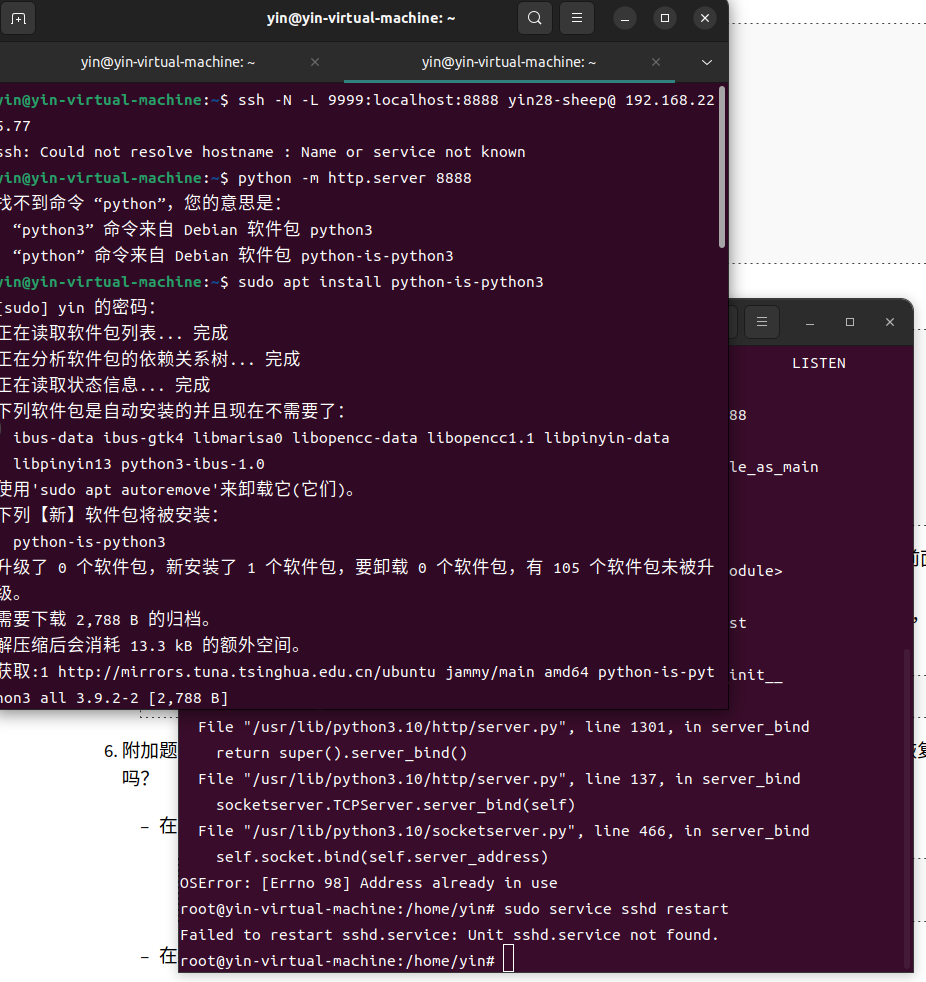 yin@yin-virtual-machine: ~
yin@yin-virtual-machine: ~
yin@yin-virtual-machine: ~
yin@yin-virtual-machine:~$ ssh -N -L 9999:localhost:8888 yin28-sheep@ 192.168.22
5.77
ssh: Could not resolve hostname : Name or service not known
yin@yin-virtual-machine:~$ python -m http.server 8888
找不到命令 “python”，您的意思是：
“python3” 命令来自 Debian 软件包 python3
“python” 命令来自 Debian 软件包 python-is-python3
yin@yin-virtual-machine:~$ sudo apt install python-is-python3
[sudo] yin 的密码：
正在读取软件包列表... 完成
正在分析软件包的依赖关系树... 完成
正在读取状态信息... 完成
下列软件包是自动安装的并且现在不需要了：
ibus-data ibus-gtk4 libmarisa0 libopencc-data libopencc1.1 libpinyin-data
libpinyin13 python3-ibus-1.0
使用'sudo apt autoremove'来卸载它(它们)。
下列【新】软件包将被安装：
python-is-python3
升级了 0 个软件包，新安装了 1 个软件包，要卸载 0 个软件包，有 105 个软件包未被升
级。
需要下载 2,788 B 的归档。
解压缩后会消耗 13.3 kB 的额外空间。
获取:1 http://mirrors.tuna.tsinghua.edu.cn/ubuntu jammy/main amd64 python-is-pyt
hon3 all 3.9.2-2 [2,788 B]
LISTEN
88
le_as_main
odule>
st
init__
File "/usr/lib/python3.10/http/server.py", line 1301, in server_bind
return super().server_bind()
File "/usr/lib/python3.10/http/server.py", line 137, in server_bind
socketserver.TCPServer.server_bind(self)
File "/usr/lib/python3.10/socketserver.py", line 466, in server_bind
self.socket.bind(self.server_address)
OSError: [Errno 98] Address already in use
root@yin-virtual-machine:/home/yin# sudo service sshd restart
Failed to restart sshd.service: Unit sshd.service not found.
root@yin-virtual-machine:/home/yin#
6. 附加题
吗？
– 在
– 在